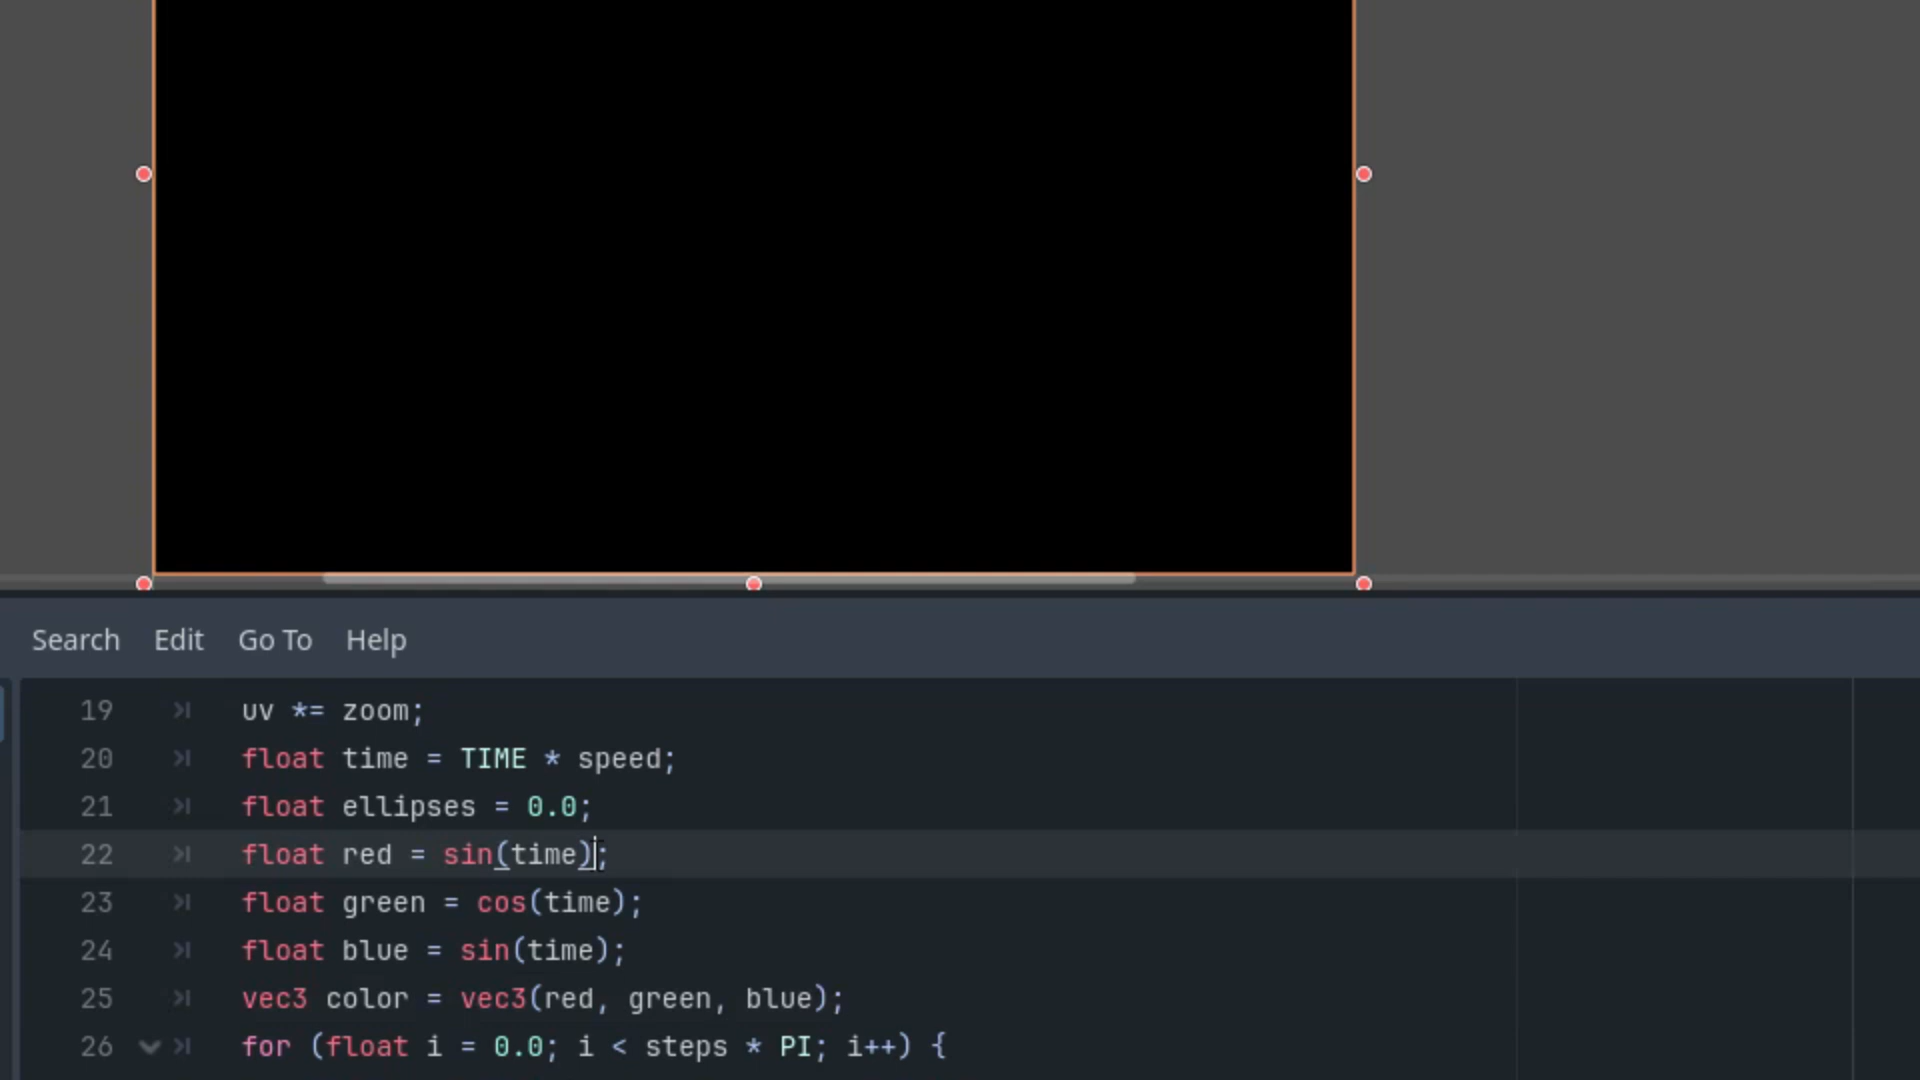 Search Edit Go To Help
19 uv *= zoom;
20 float time = TIME * speed;
21 float ellipses = 0.0;
22 float red = sin(time);
23 float green = cos(time);
24 float blue = sin(time);
25 vec3 color = vec3(red, green, blue);
26 for (float i = 0.0; i < steps * PI; i++) {